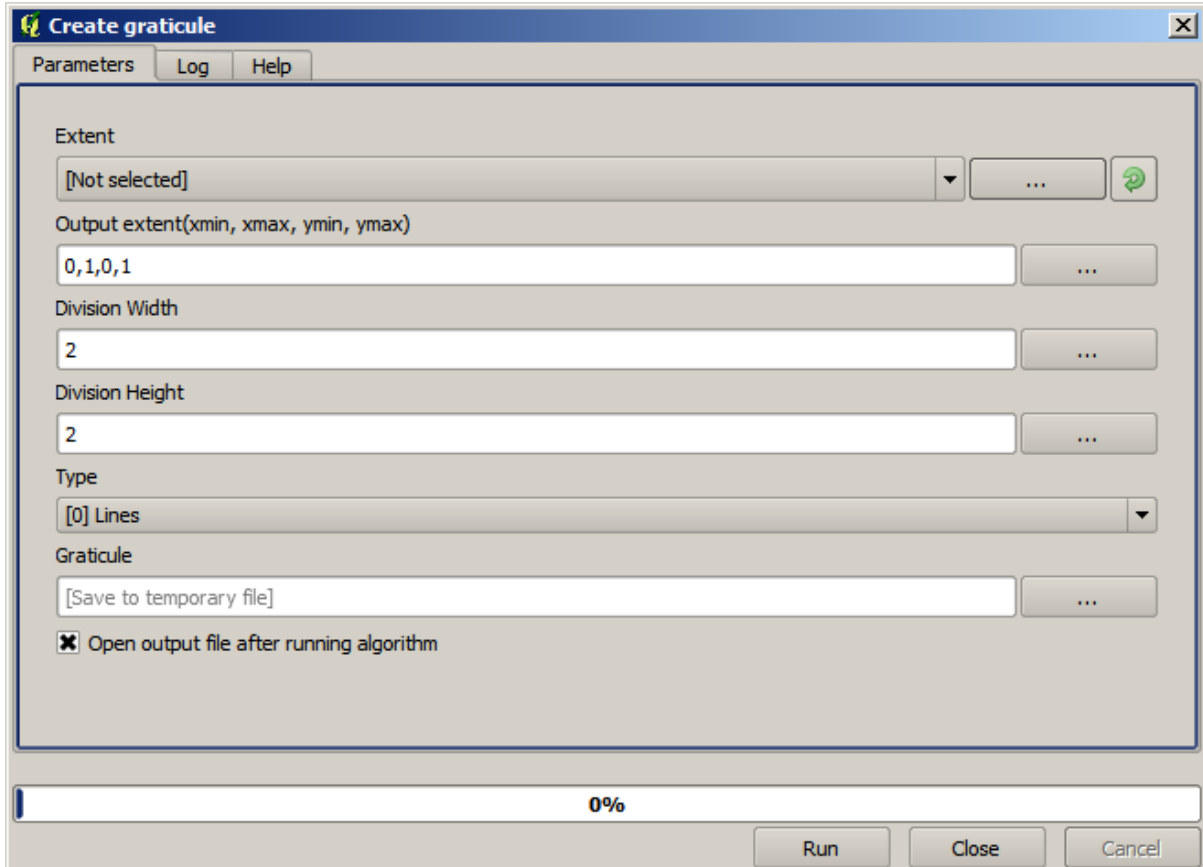 Create graticule
Parameters Log Help
Extent
[Not selected] ...
Output extent(xmin, xmax, ymin, ymax)
0,1,0,1 ...
Division Width
2 ...
Division Height
2 ...
Type
[0] Lines
Graticule
[Save to temporary file] ...
Open output file after running algorithm
0%
Run Close Cancel